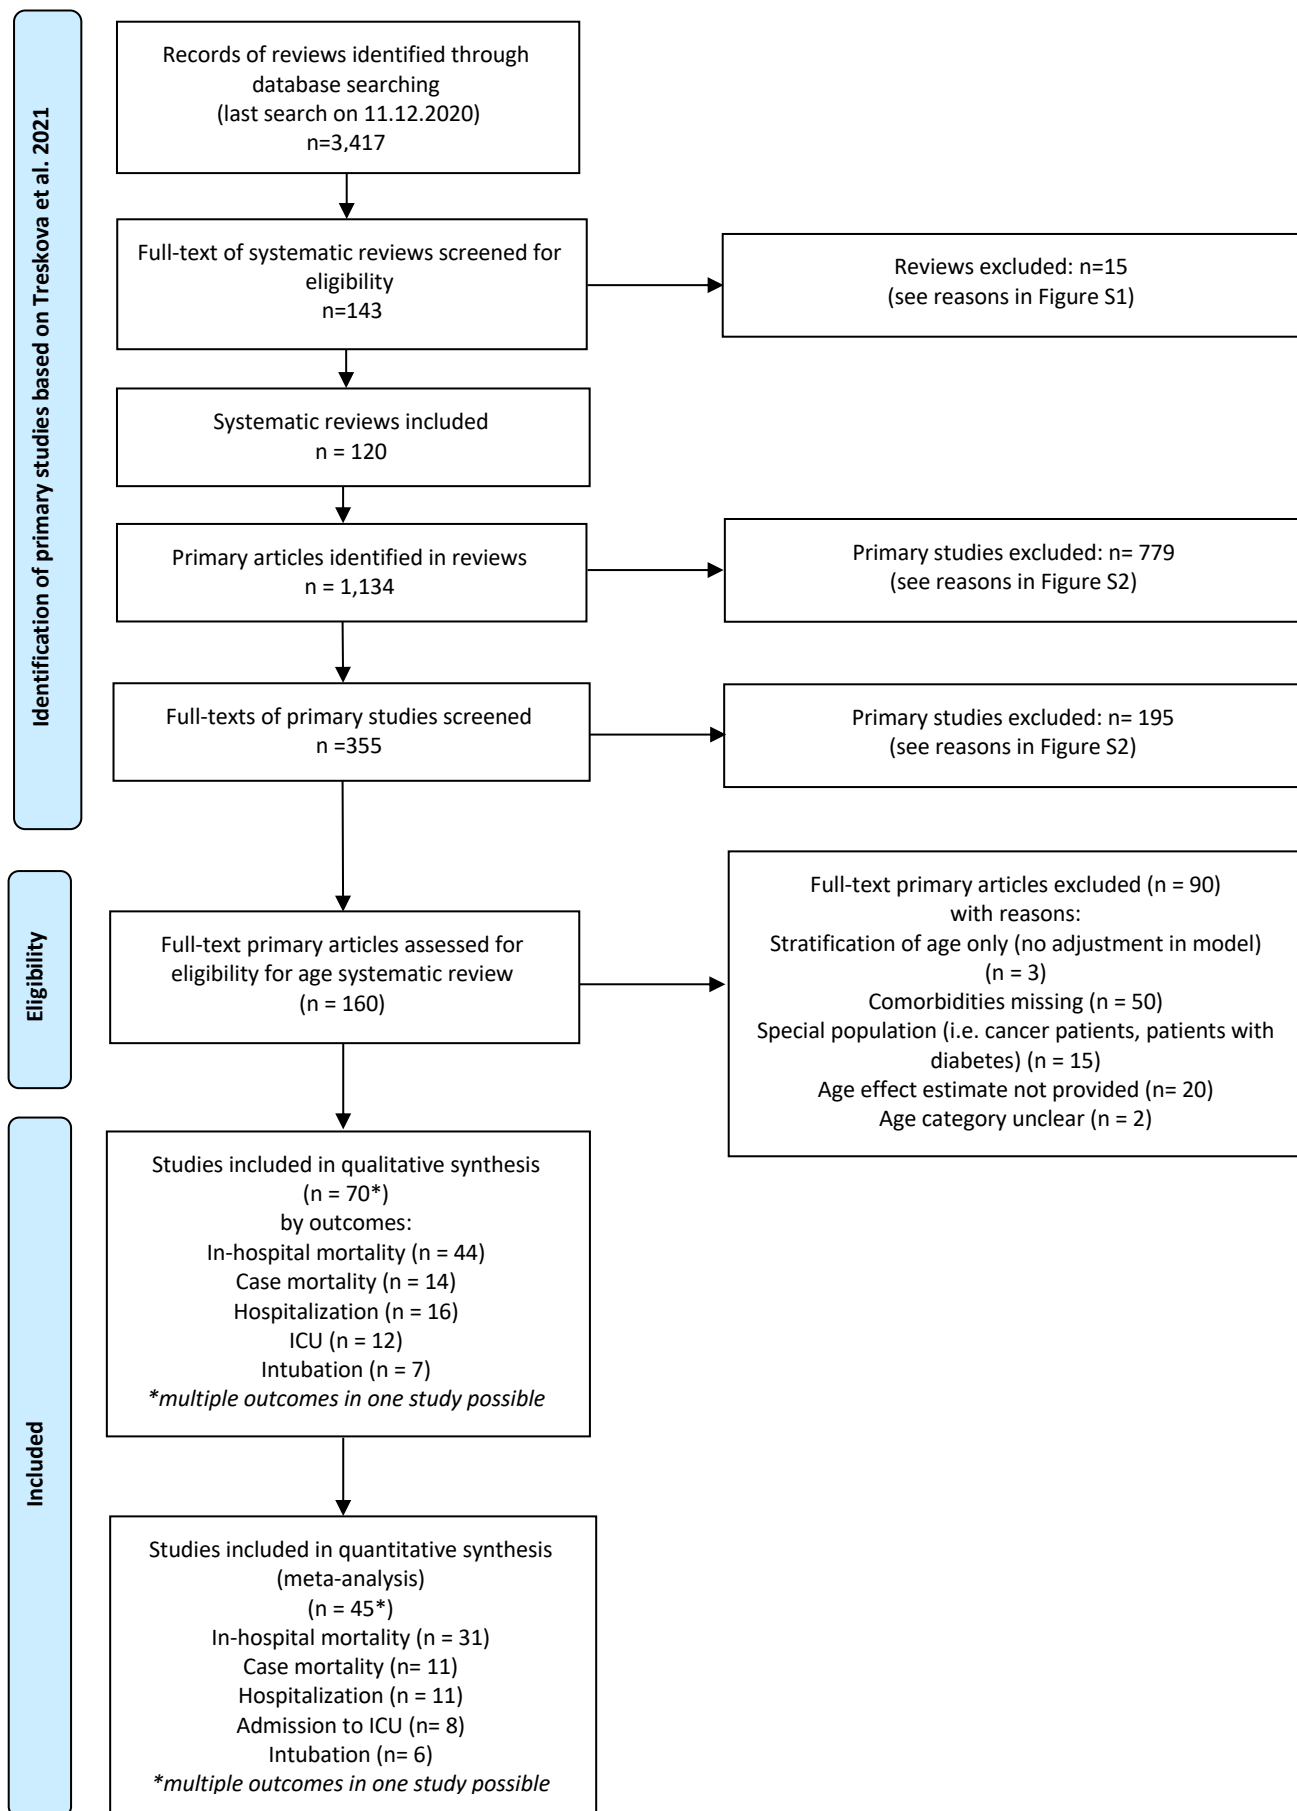 Identification of primary studies based on Treskova et al. 2021
Records of reviews identified through
database searching
(last search on 11.12.2020)
n=3,417
Full-text of systematic reviews screened for
eligibility
n=143
Reviews excluded: n=15
(see reasons in Figure S1)
Systematic reviews included
n = 120
Primary articles identified in reviews
n = 1,134
Primary studies excluded: n= 779
(see reasons in Figure S2)
Full-texts of primary studies screened
n =355
Primary studies excluded: n= 195
(see reasons in Figure S2)
Eligibility
Full-text primary articles assessed for
eligibility for age systematic review
(n = 160)
Full-text primary articles excluded (n = 90)
with reasons:
Stratification of age only (no adjustment in model)
(n = 3)
Comorbidities missing (n = 50)
Special population (i.e. cancer patients, patients with
diabetes) (n = 15)
Age effect estimate not provided (n= 20)
Age category unclear (n = 2)
Included
Studies included in qualitative synthesis
(n = 70*)
by outcomes:
In-hospital mortality (n = 44)
Case mortality (n = 14)
Hospitalization (n = 16)
ICU (n = 12)
Intubation (n = 7)
*multiple outcomes in one study possible
Studies included in quantitative synthesis
(meta-analysis)
(n = 45*)
In-hospital mortality (n = 31)
Case mortality (n= 11)
Hospitalization (n = 11)
Admission to ICU (n= 8)
Intubation (n= 6)
*multiple outcomes in one study possible